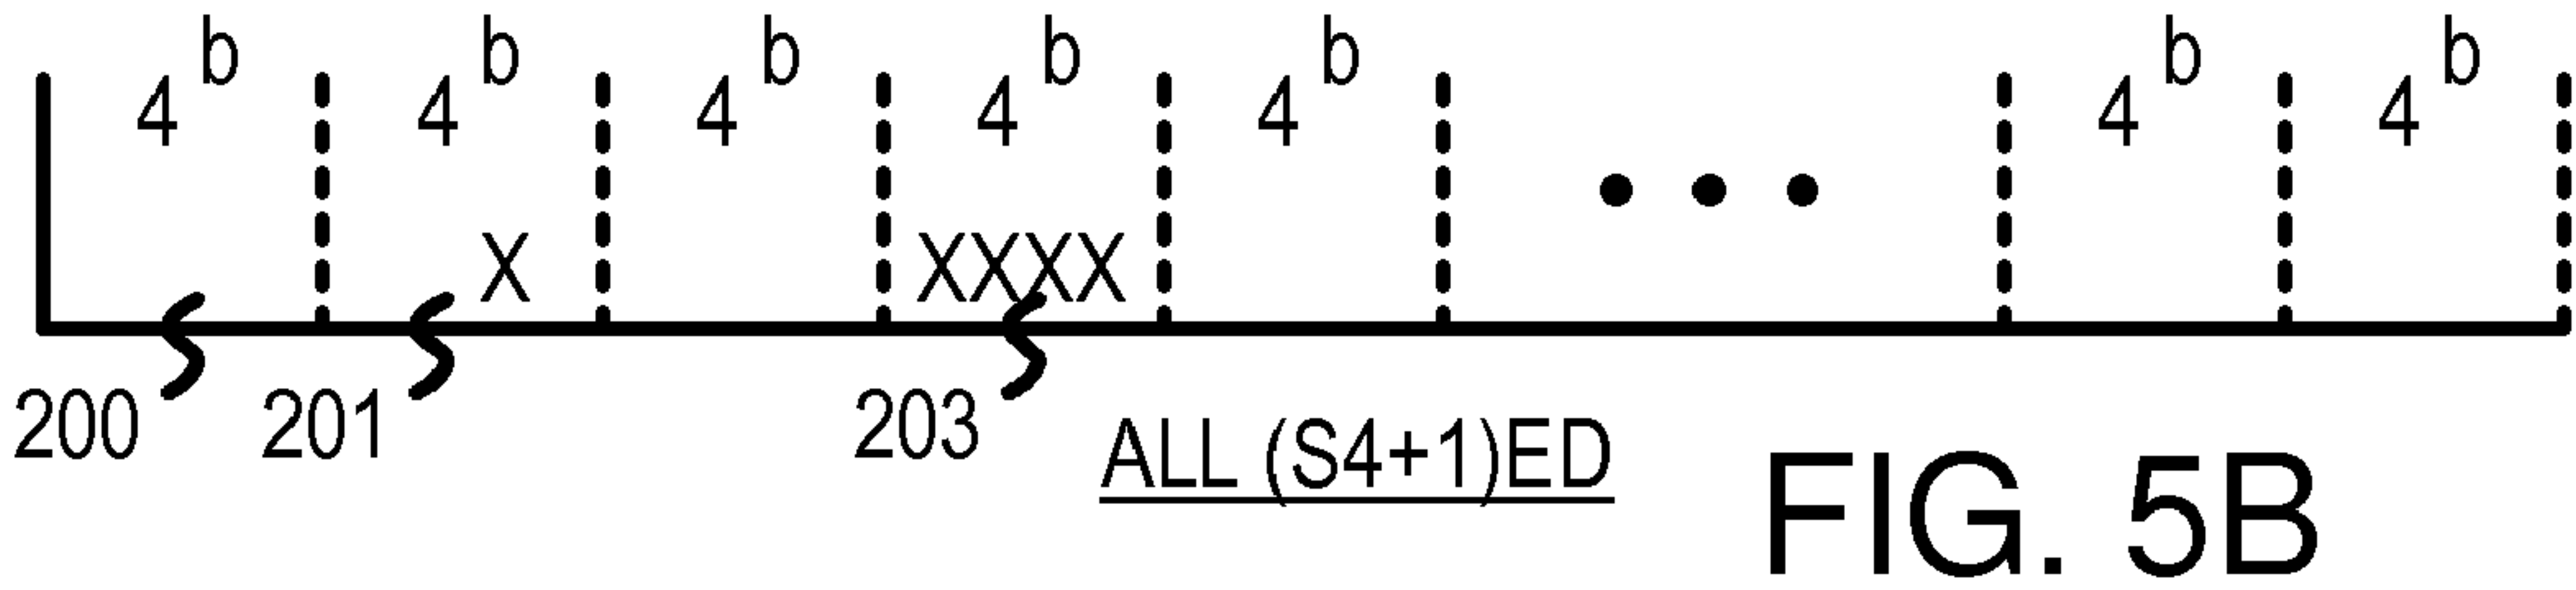 4^b 4^b 4^b 4^b 4^b • • • 4^b 4^b
X XXXX
200 201 203
ALL (S4+1)ED
FIG. 5B